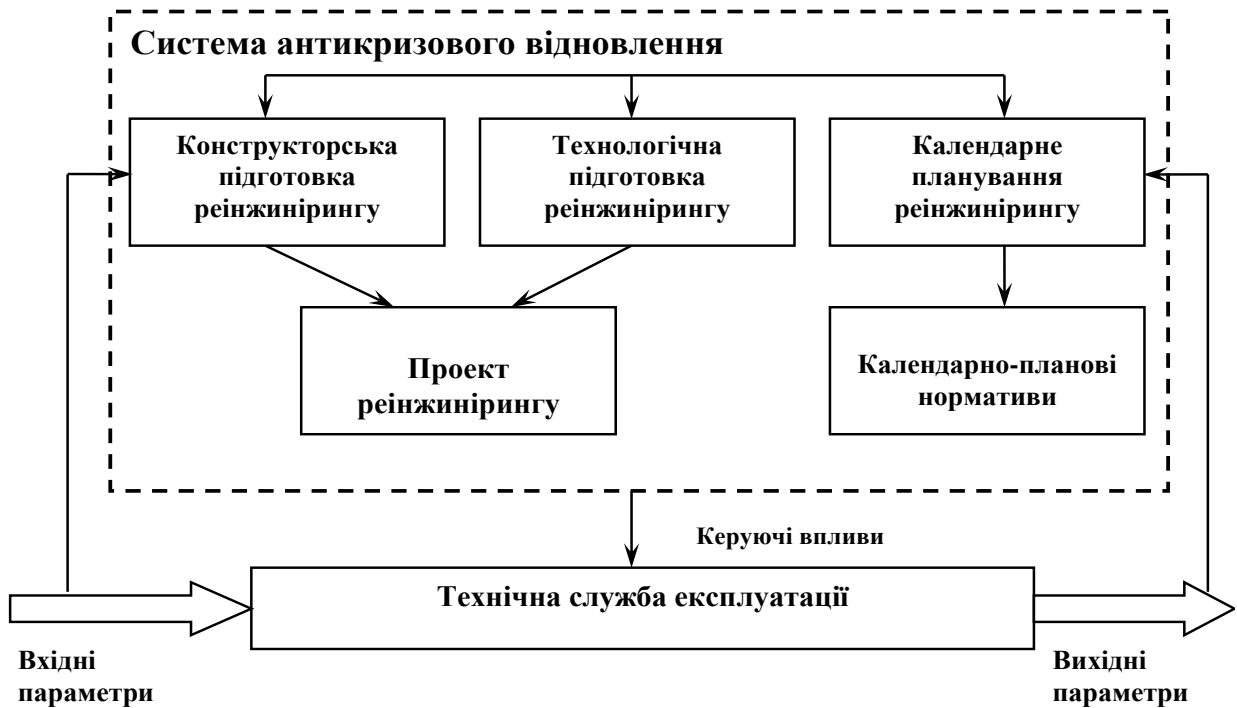 Система антикризового відновлення
Конструкторська
підготовка
реінжинірингу
Технологічна
підготовка
реінжинірингу
Календарне
планування
реінжинірингу
Проект
реінжинірингу
Календарно-планові
нормативи
Керуючі впливи
Технічна служба експлуатації
Вхідні
параметри
Вихідні
параметри